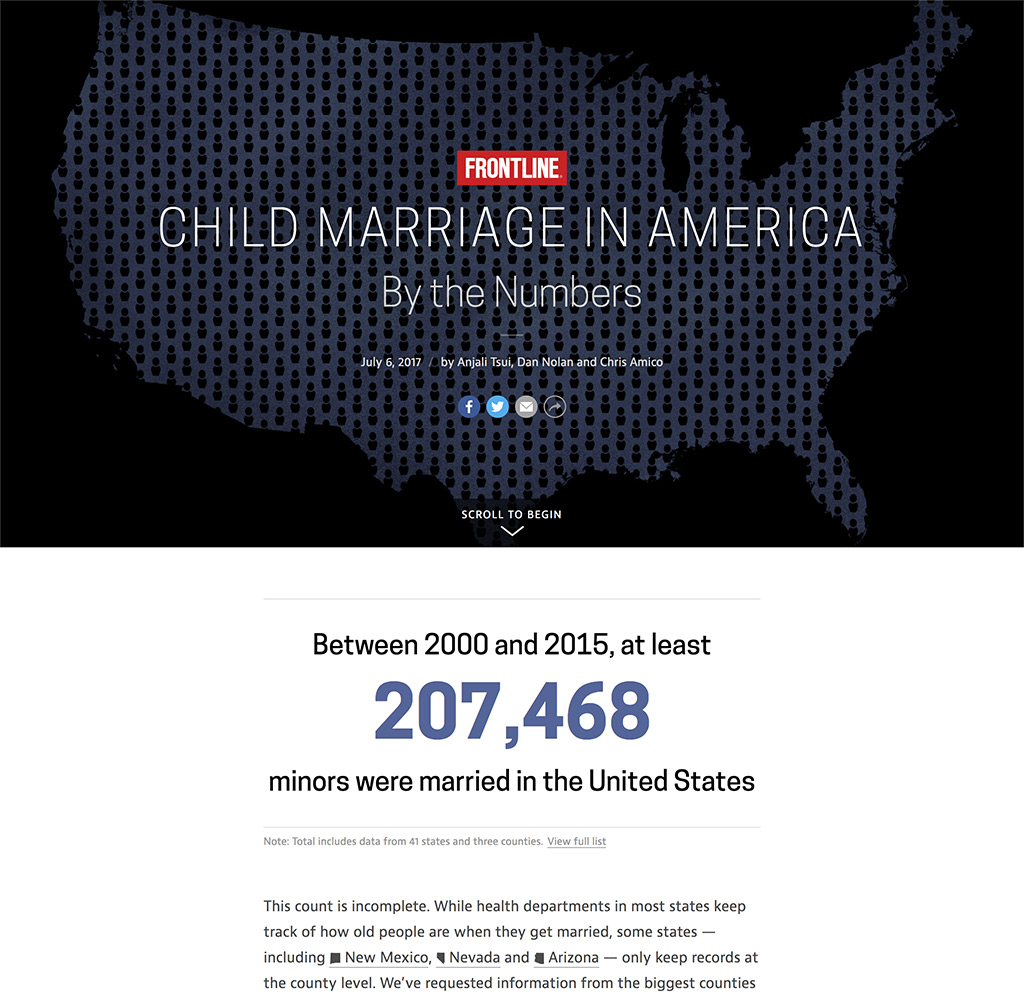 FRONTLINE
CHILD MARRIAGE IN AMERICA
By the Numbers
July 6, 2017 / by Anjali Tsui, Dan Nolan and Chris Amico
SCROLL TO BEGIN
Between 2000 and 2015, at least
207,468
minors were married in the United States
Note: Total includes data from 41 states and three counties. View full list
This count is incomplete. While health departments in most states keep
track of how old people are when they get married, some states —
including New Mexico, Nevada and Arizona — only keep records at
the county level. We’ve requested information from the biggest counties